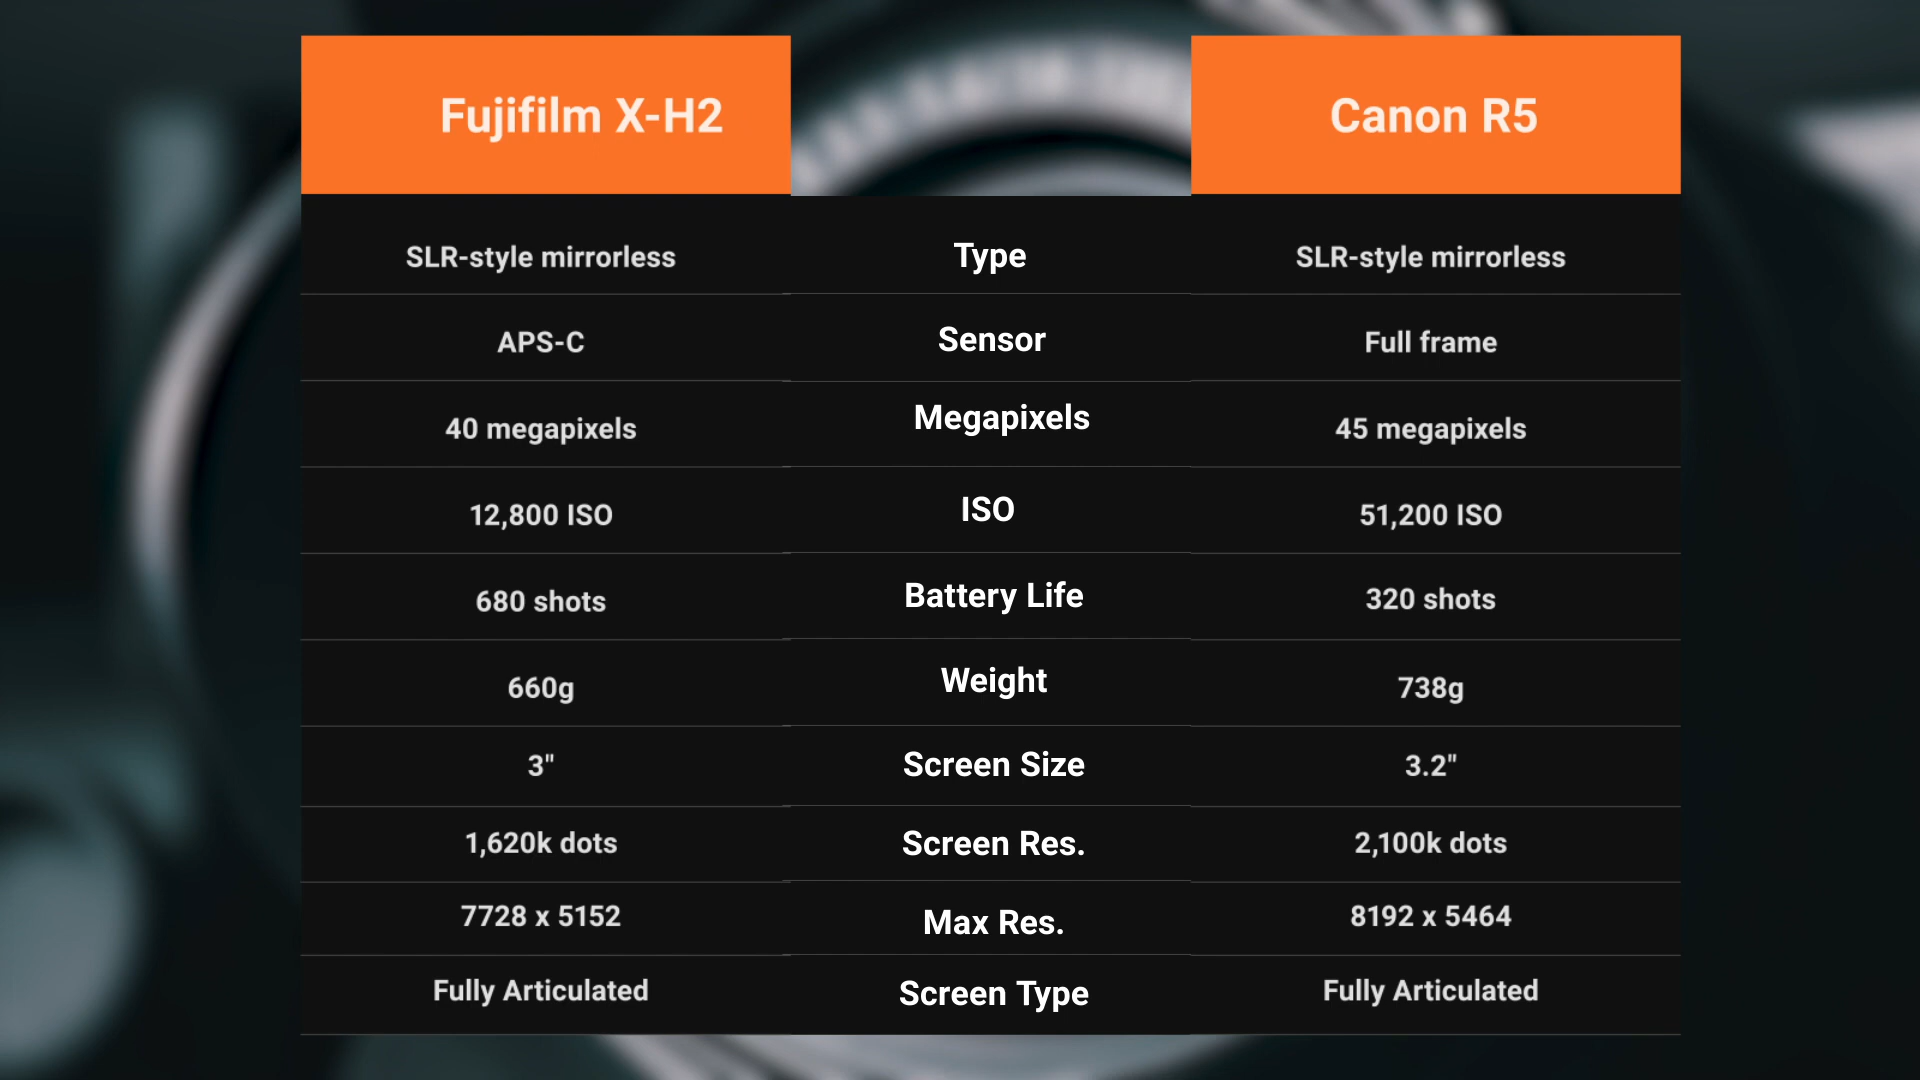 Fujifilm X-H2 Canon R5
SLR-style mirrorless Type SLR-style mirrorless
APS-C Sensor Full frame
40 megapixels Megapixels 45 megapixels
12,800 ISO ISO 51,200 ISO
680 shots Battery Life 320 shots
660g Weight 738g
3" Screen Size 3.2"
1,620k dots Screen Res. 2,100k dots
7728 x 5152 Max Res. 8192 x 5464
Fully Articulated Screen Type Fully Articulated